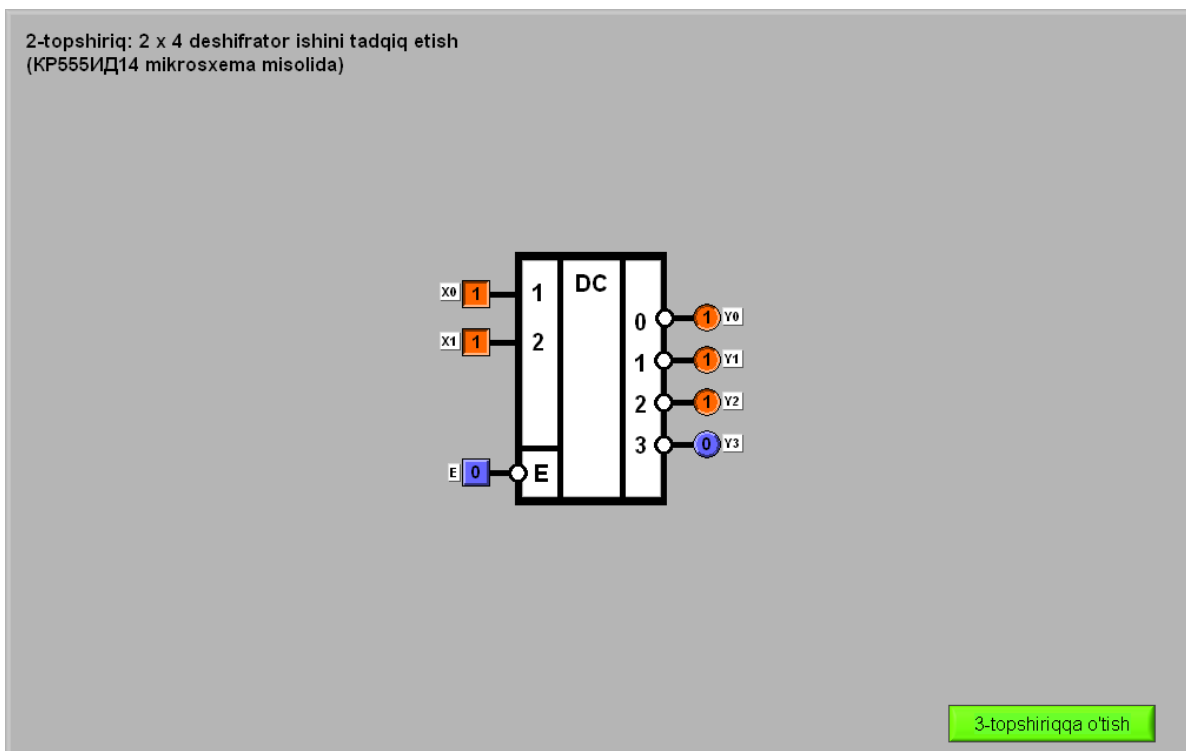 2-topshiriq: 2 x 4 deshifrator ishini tadqiq etish
(КР555ИД14 mikrosxema misolida)
X0 1 1 DC
0 1 Y0
X1 1 2
1 1 Y1
2 1 Y2
3 0 Y3
E 0 E
3-topshiriqqa o'tish